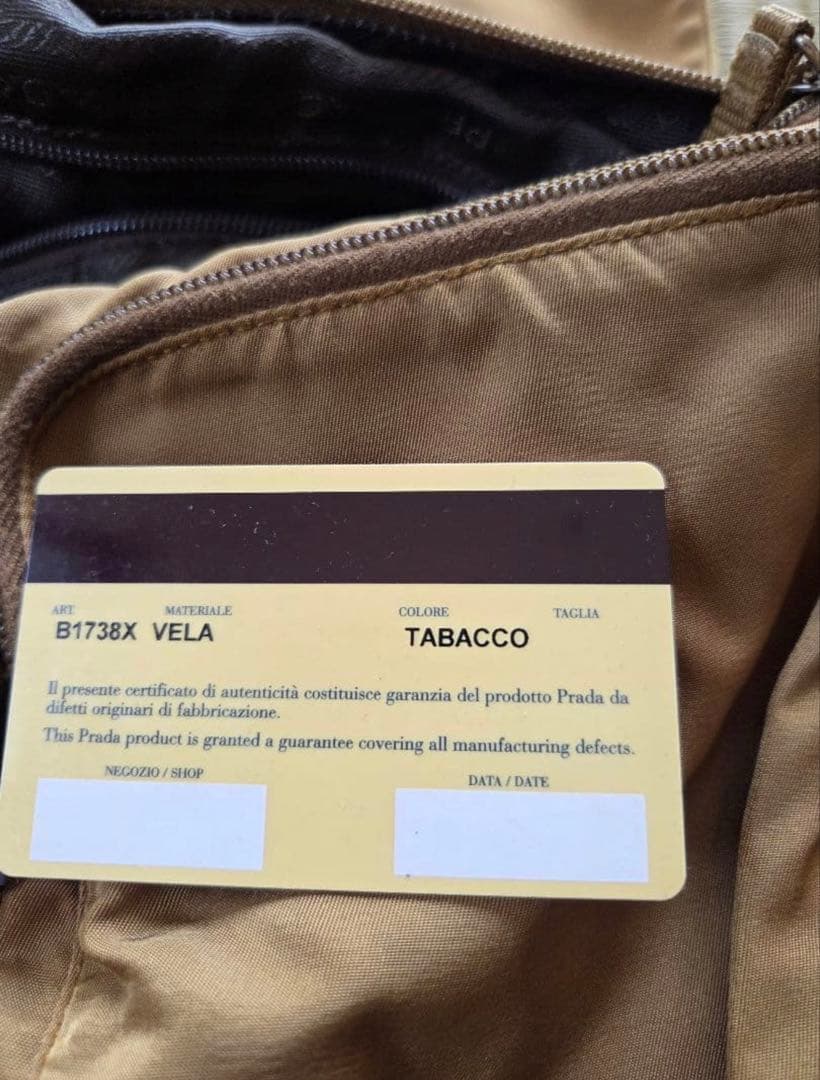 ART MATERIALE COLORE TAGLIA
B1738X VELA TABACCO
Il presente certificato di autenticità costituisce garanzia del prodotto Prada da
difetti originari di fabbricazione.
This Prada product is granted a guarantee covering all manufacturing defects.
NEGOZIO / SHOP DATA / DATE